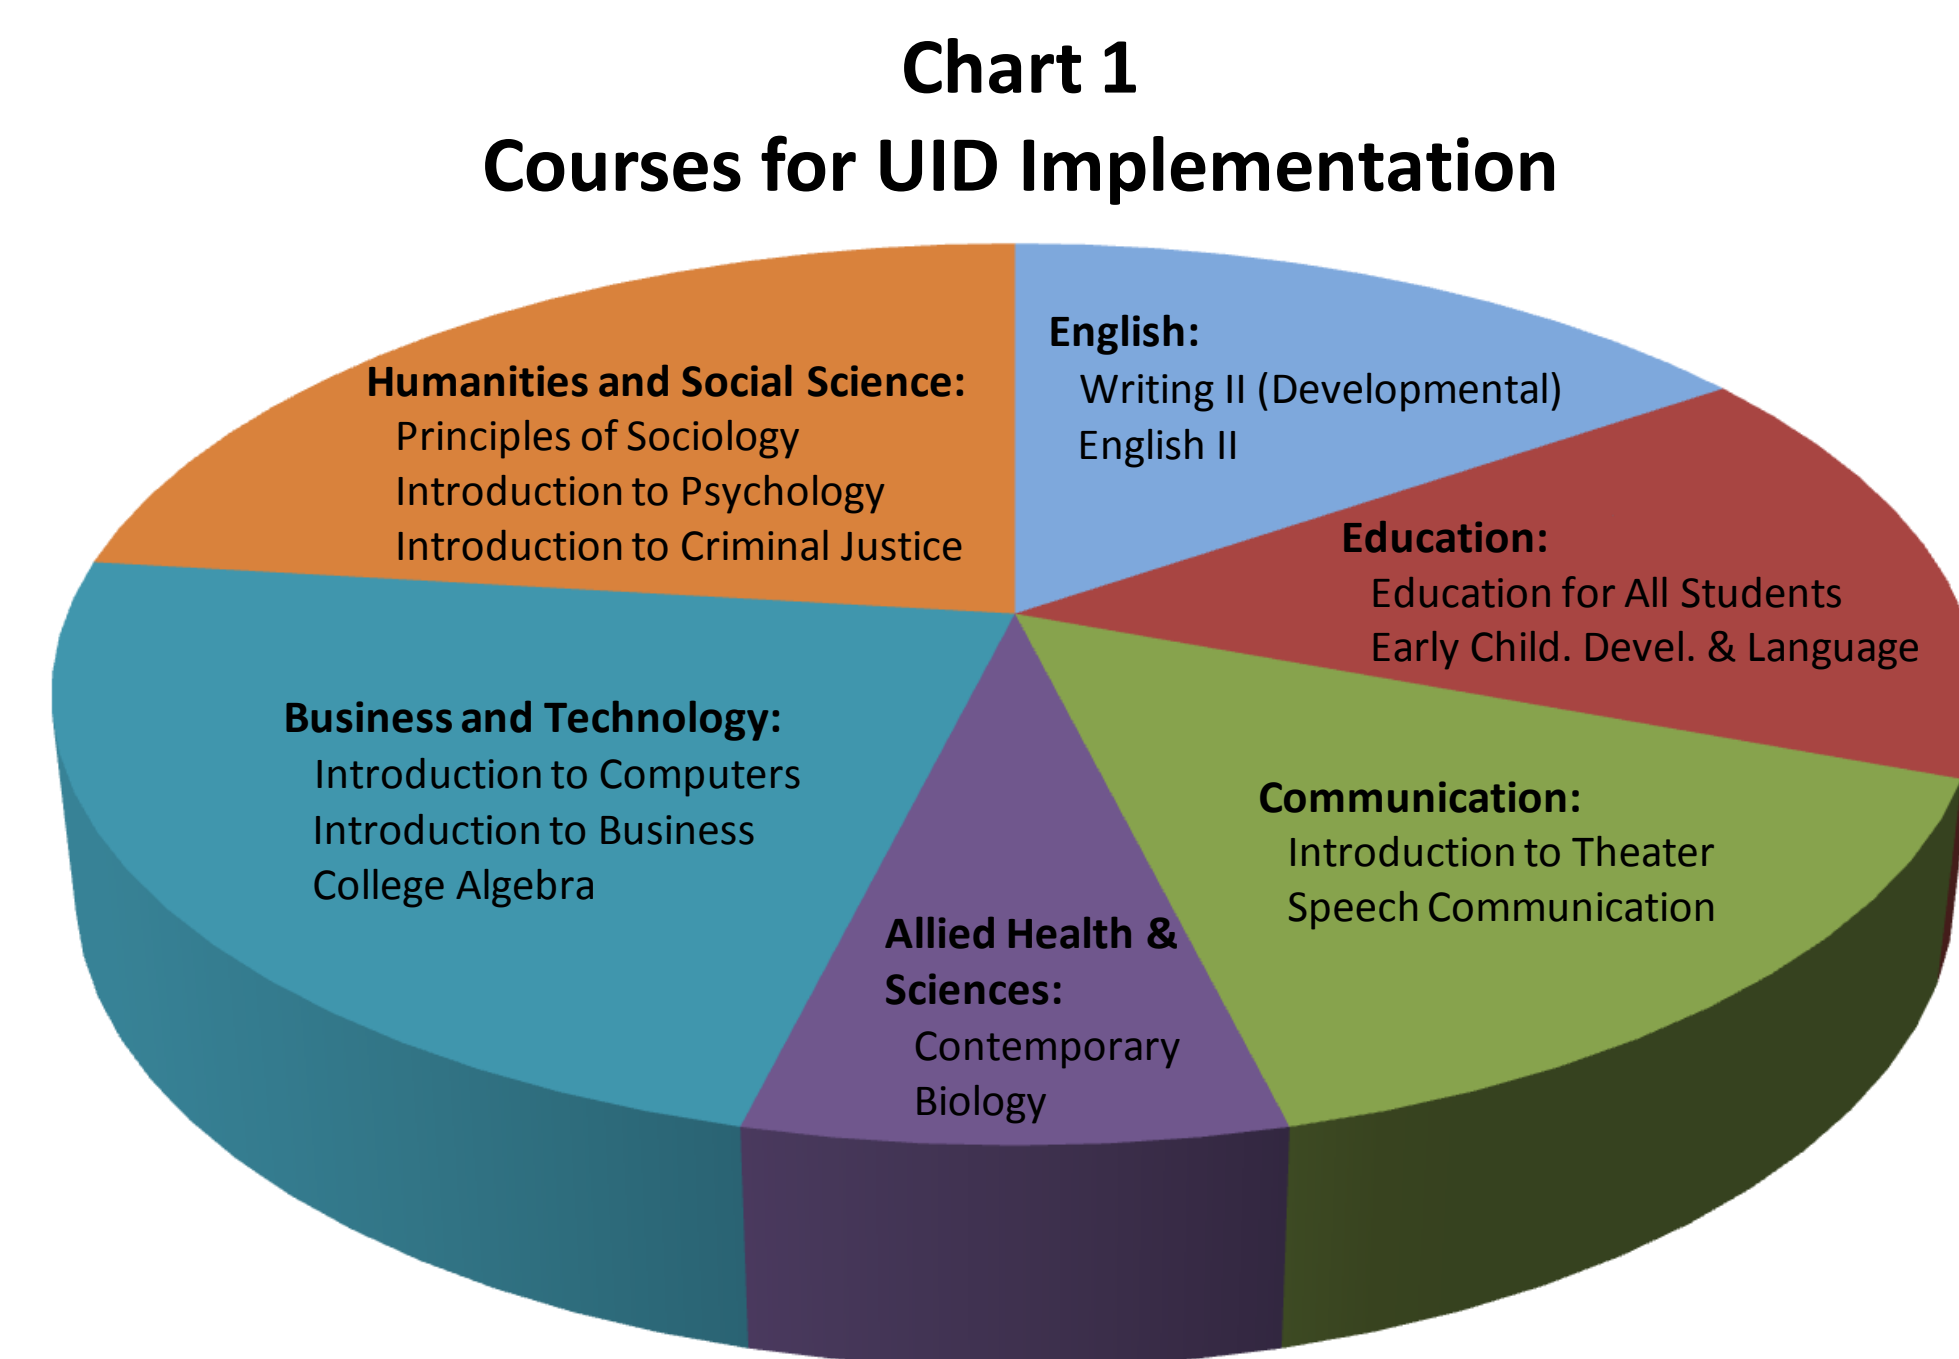 Chart 1
Courses for UID Implementation
English:
Writing II (Developmental)
English II
Education:
Education for All Students
Early Child. Devel. & Language
Communication:
Introduction to Theater
Speech Communication
Allied Health &
Sciences:
Contemporary
Biology
Business and Technology:
Introduction to Computers
Introduction to Business
College Algebra
Humanities and Social Science:
Principles of Sociology
Introduction to Psychology
Introduction to Criminal Justice